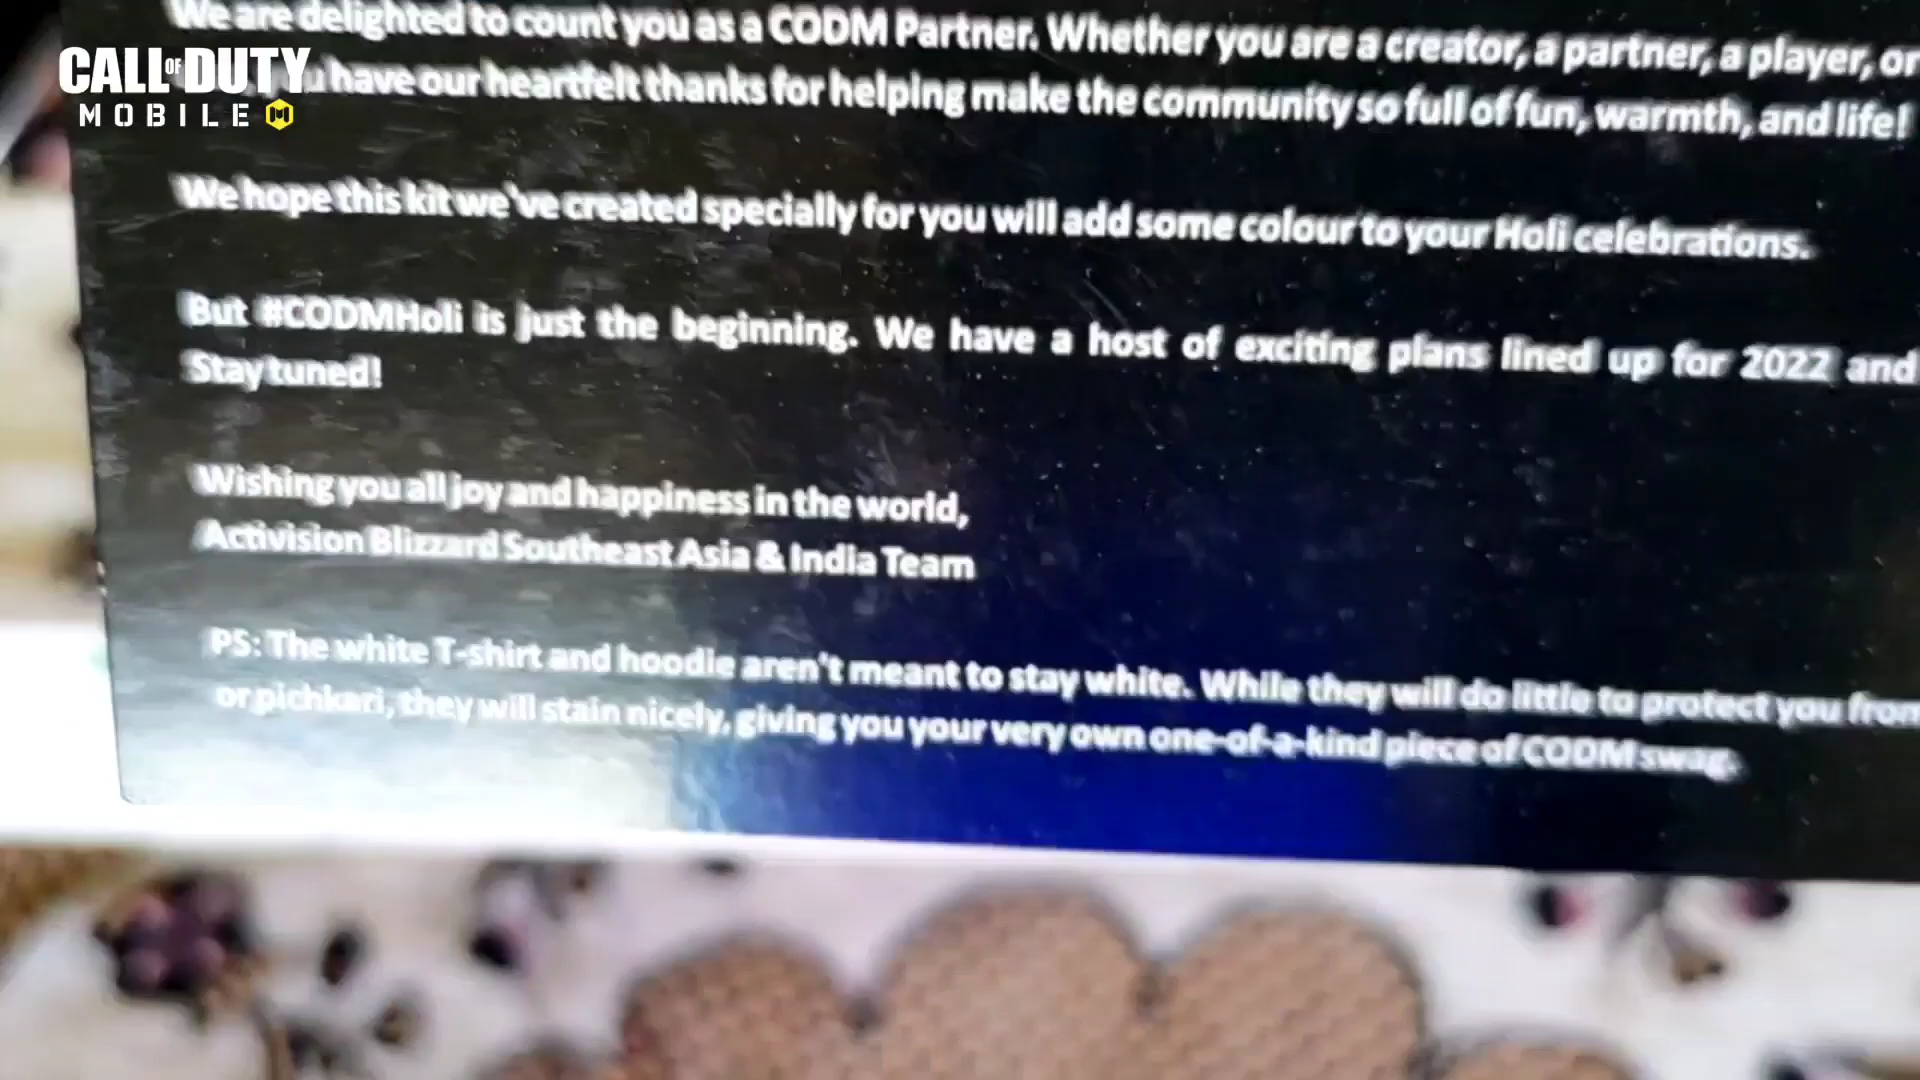 CALL OF DUTY
MOBILE
We are delighted to count you as a CODM Partner. Whether you are a creator, a partner, a player, or
have our heartfelt thanks for helping make the community so full of fun, warmth, and life!
We hope this kit we've created specially for you will add some colour to your Holi celebrations.
But #CODMHoli is just the beginning. We have a host of exciting plans lined up for 2022 and
Stay tuned!
Wishing you all joy and happiness in the world,
Activision Blizzard Southeast Asia & India Team
PS: The white T-shirt and hoodie aren't meant to stay white. While they will do little to protect you from
or pichkari, they will stain nicely, giving you your very own one-of-a-kind piece of CODM swag.